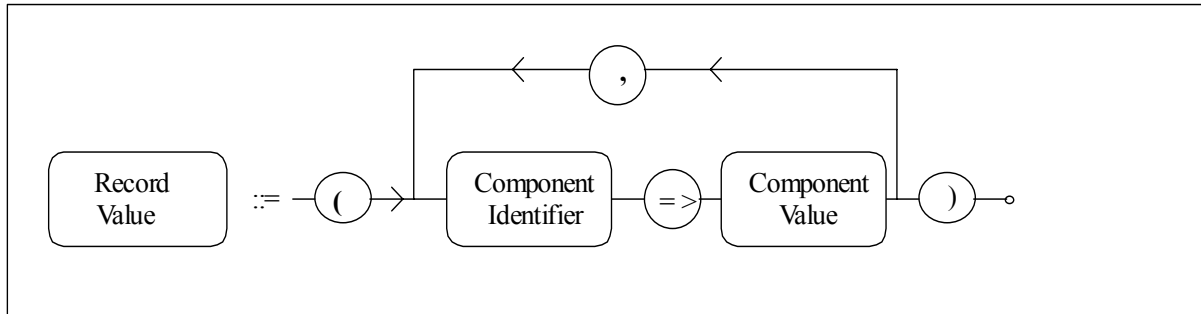 ,
Record
Value
::=
(
Component
Identifier
=>
Component
Value
)